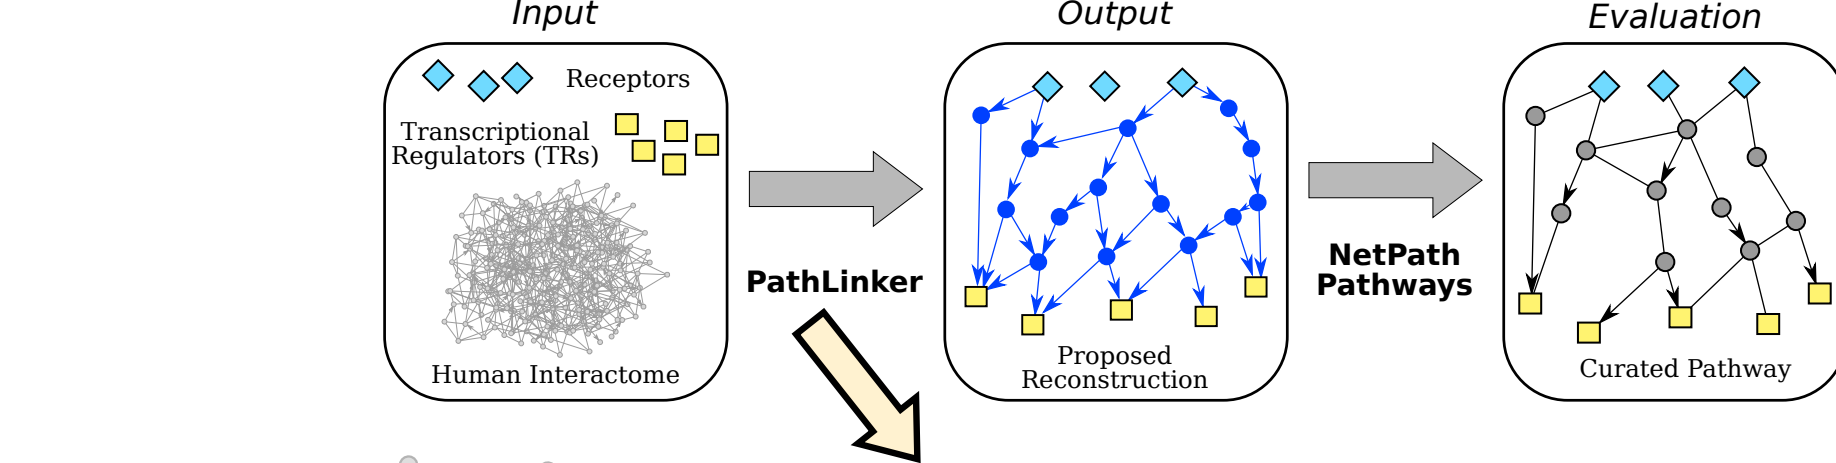 Input
Output
Evaluation
Receptors
Transcriptional
Regulators (TRs)
Human Interactome
PathLinker
Proposed
Reconstruction
NetPath
Pathways
Curated Pathway